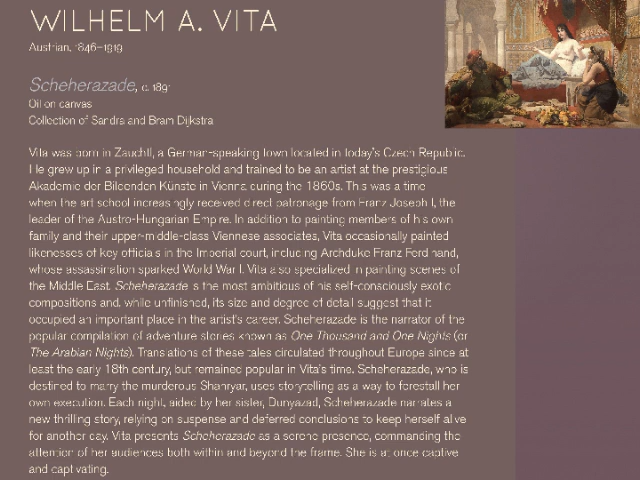 WILHELM A. VITA
Austrian, 1846–1919
Scheherazade, c. 1891
Oil on canvas
Collection of Sandra and Bram Dijkstra
Vita was born in Zauchtl, a German-speaking town located in today's Czech Republic.
He grew up in a privileged household and trained to be an artist at the prestigious
Akademie der Bildenden Künste in Vienna during the 1860s. This was a time
when the art school increasingly received direct patronage from Franz Joseph I, the
leader of the Austro-Hungarian Empire. In addition to painting members of his own
family and their upper-middle-class Viennese associates, Vita occasionally painted
likenesses of key officials in the Imperial court, including Archduke Franz Ferdinand,
whose assassination sparked World War I. Vita also specialized in painting scenes of
the Middle East. Scheherazade is the most ambitious of his self-consciously exotic
compositions and, while unfinished, its size and degree of detail suggest that it
occupied an important place in the artist's career. Scheherazade is the narrator of the
popular compilation of adventure stories known as One Thousand and One Nights (or
The Arabian Nights). Translations of these tales circulated throughout Europe since at
least the early 18th century, but remained popular in Vita's time. Scheherazade, who is
destined to marry the murderous Shahryar, uses storytelling as a way to forestall her
own execution. Each night, aided by her sister, Dunyazad, Scheherazade narrates a
new thrilling story, relying on suspense and deferred conclusions to keep herself alive
for another day. Vita presents Scheherazade as a serene presence, commanding the
attention of her audiences both within and beyond the frame. She is at once captive
and captivating.